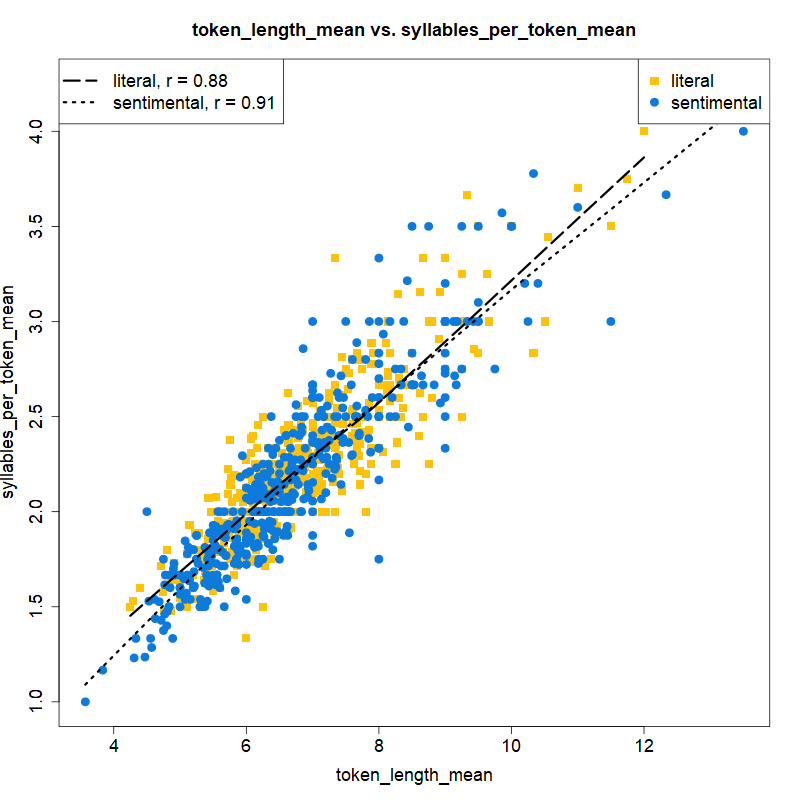 token_length_mean vs. syllables_per_token_mean
literal, r = 0.88
sentimental, r = 0.91
literal
sentimental
syllables_per_token_mean
4.0
3.5
3.0
2.5
2.0
1.5
1.0
4 6 8 10 12
token_length_mean